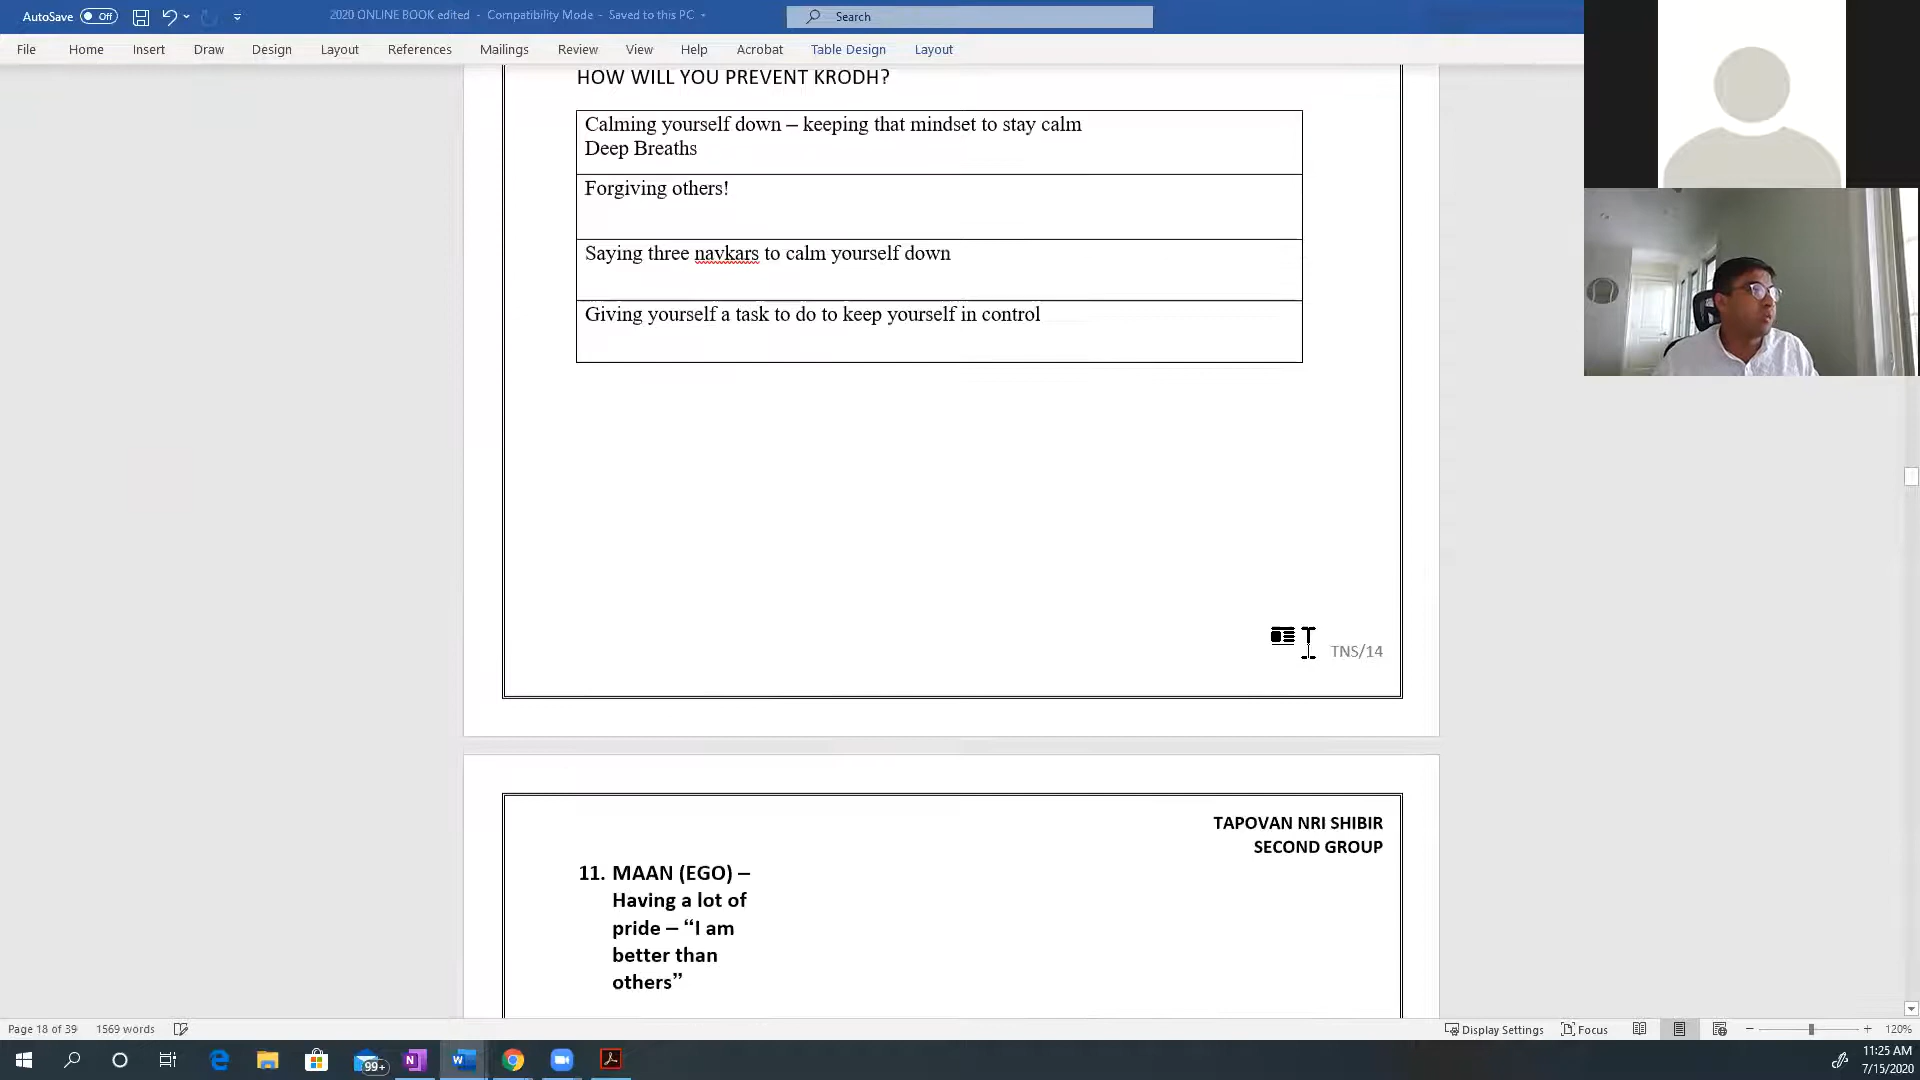 AutoSave Off 2020 ONLINE BOOK edited - Compatibility Mode - Saved to this PC Search
File Home Insert Draw Design Layout References Mailings Review View Help Acrobat Table Design Layout
HOW WILL YOU PREVENT KRODH?
Calming yourself down – keeping that mindset to stay calm
Deep Breaths
Forgiving others!
Saying three navkars to calm yourself down
Giving yourself a task to do to keep yourself in control
TNS/14
TAPOVAN NRI SHIBIR
SECOND GROUP
11. MAAN (EGO) –
Having a lot of
pride – “I am
better than
others”
Page 18 of 39 1569 words Display Settings Focus 120%
99+
11:25 AM
7/15/2020